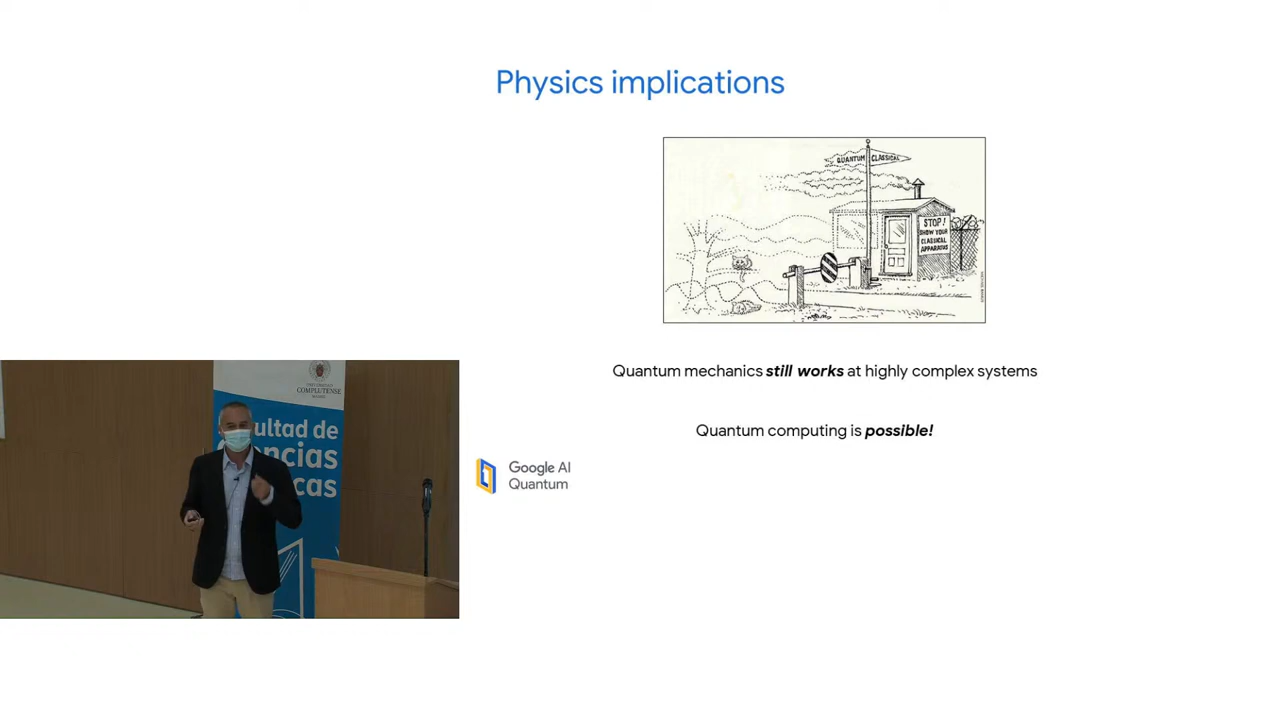 Physics implications
QUANTUM CLASSICAL
STOP!
SHOW YOUR
CLASSICAL
APPARATUS
Quantum mechanics still works at highly complex systems
Quantum computing is possible!
Google AI
Quantum
COMPLUTENSE
ultad de
ncias
cas